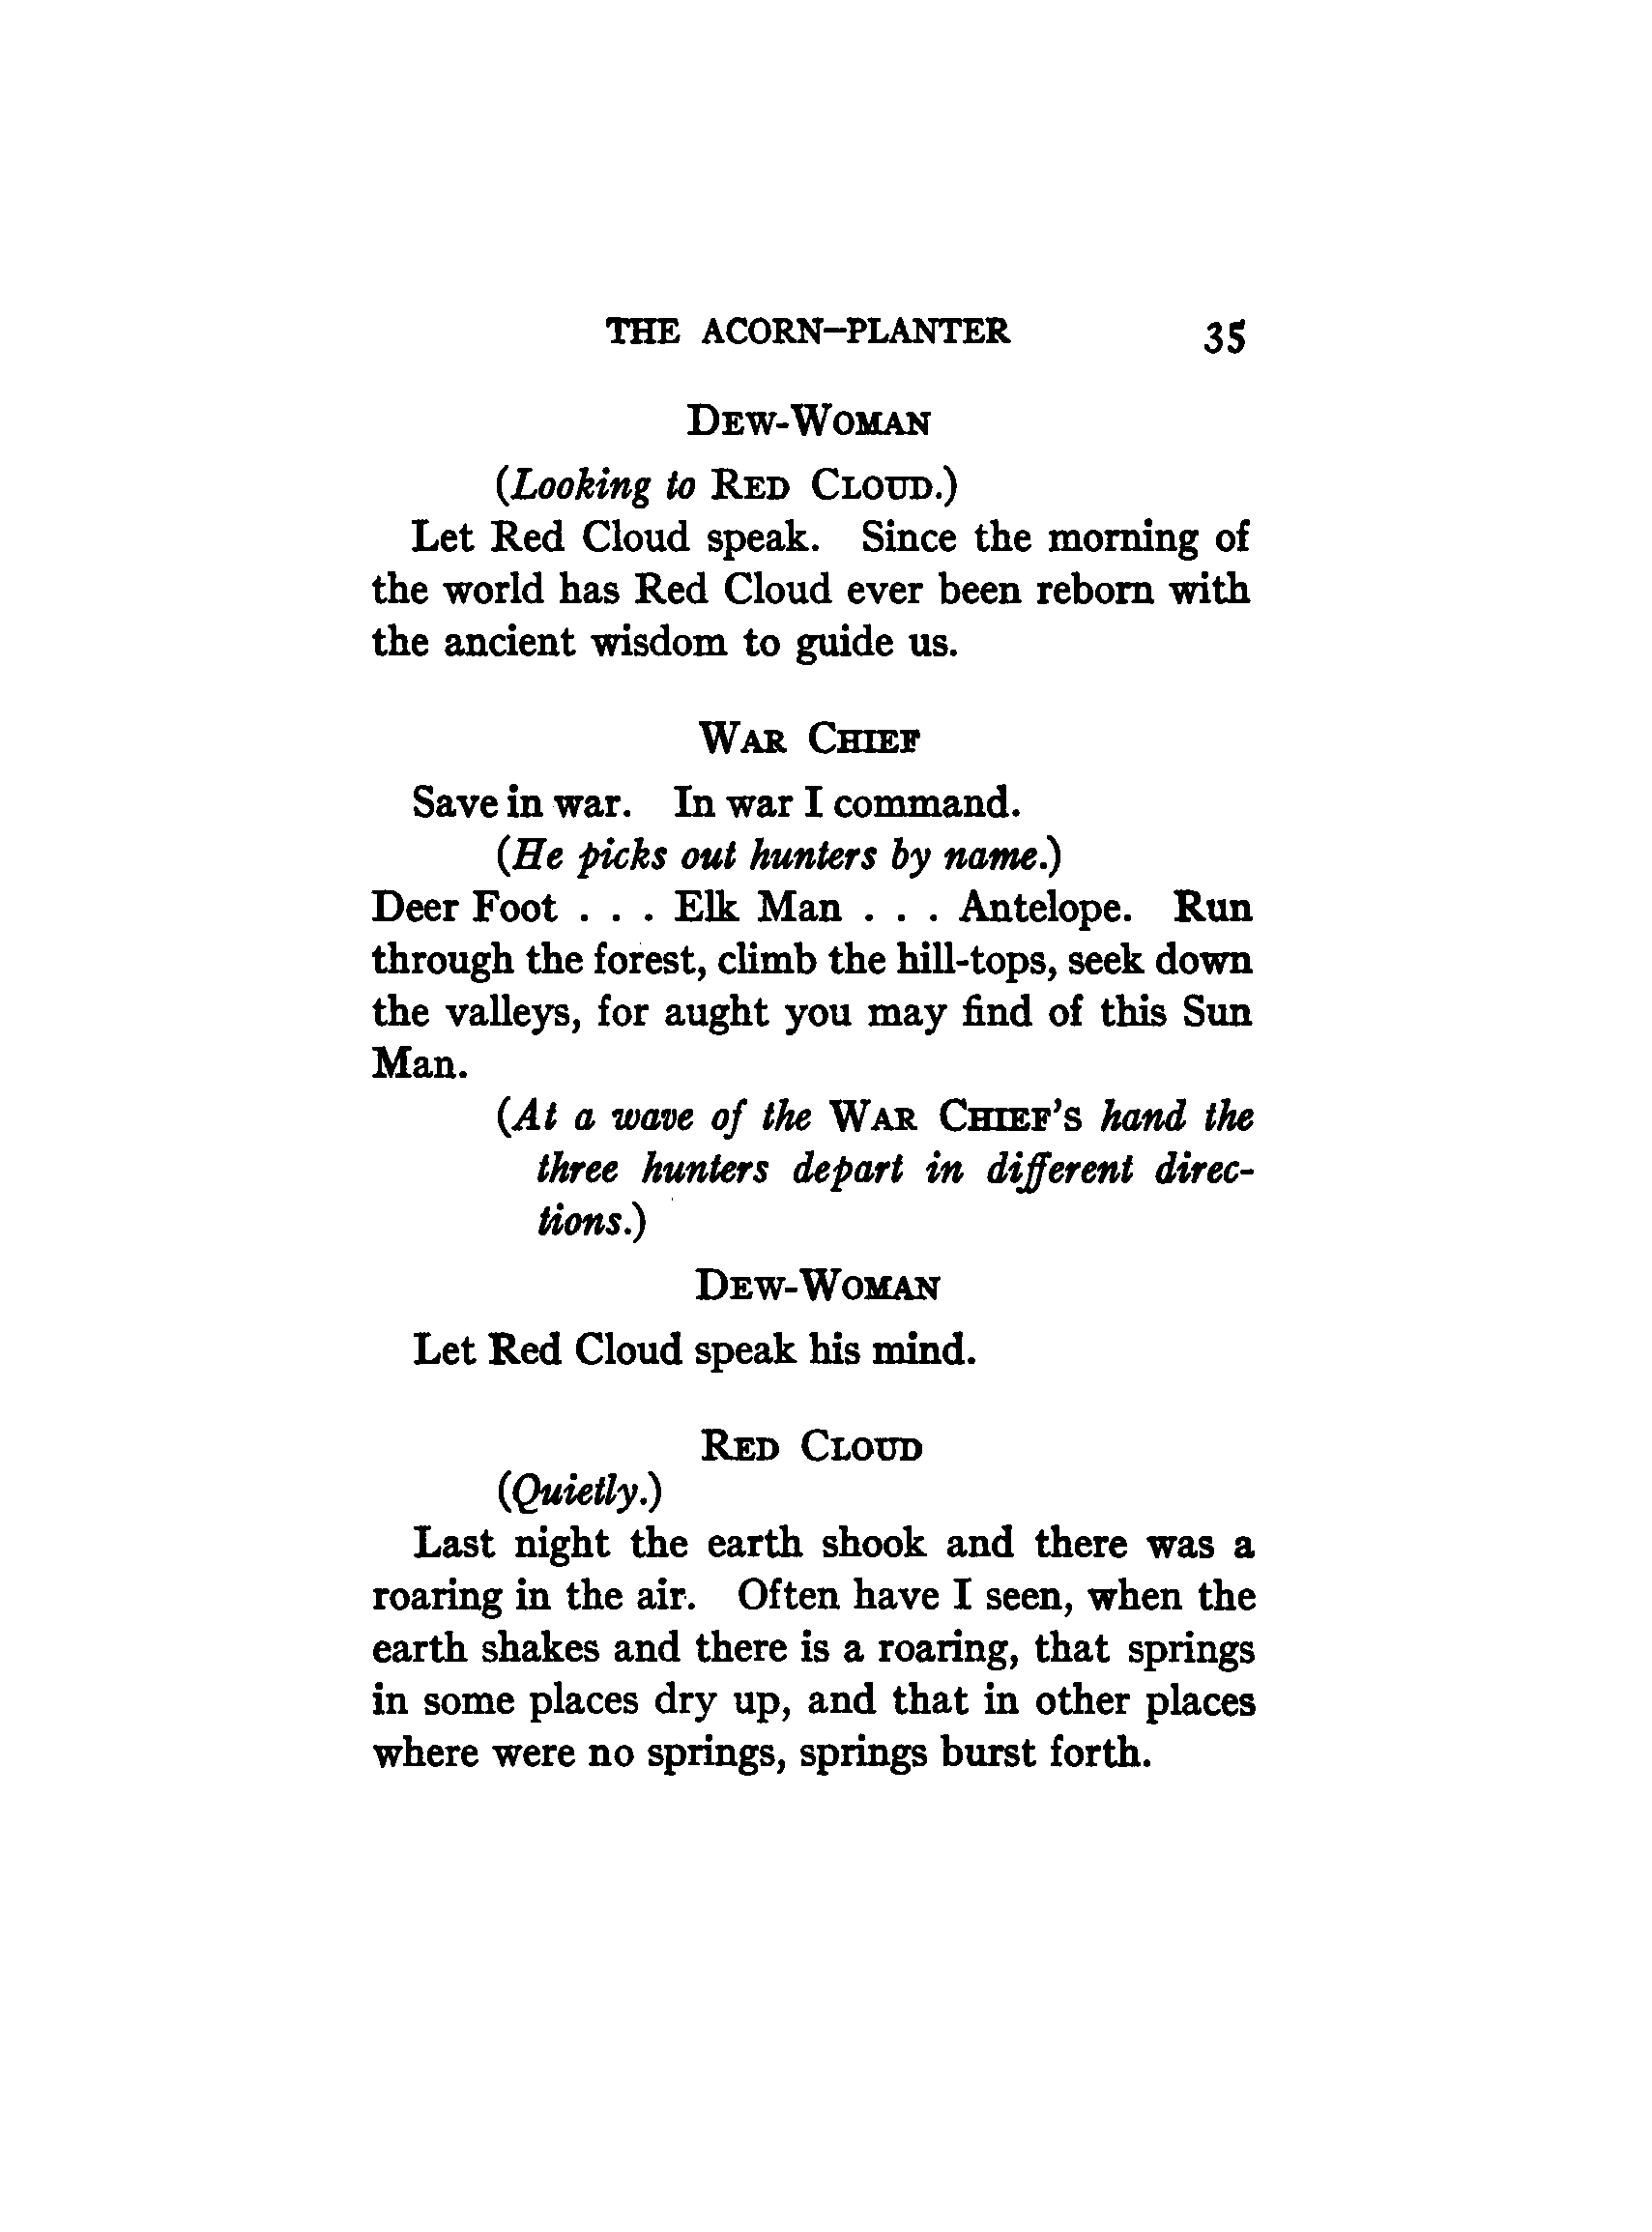 THE ACORN-PLANTER 35
DEW-WOMAN
(Looking to RED CLOUD.)
Let Red Cloud speak. Since the morning of
the world has Red Cloud ever been reborn with
the ancient wisdom to guide us.
WAR CHIEF
Save in war. In war I command.
(He picks out hunters by name.)
Deer Foot . . . Elk Man . . . Antelope. Run
through the forest, climb the hill-tops, seek down
the valleys, for aught you may find of this Sun
Man.
(At a wave of the WAR CHIEF'S hand the
three hunters depart in different direc-
tions.)
DEW-WOMAN
Let Red Cloud speak his mind.
RED CLOUD
(Quietly.)
Last night the earth shook and there was a
roaring in the air. Often have I seen, when the
earth shakes and there is a roaring, that springs
in some places dry up, and that in other places
where were no springs, springs burst forth.